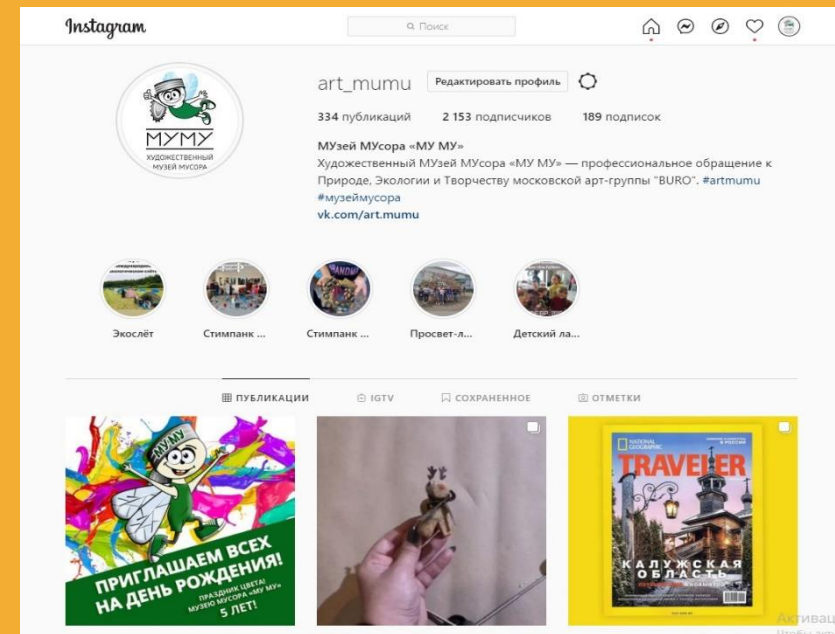 Instagram
Поиск
art_mumu Редактировать профиль
334 публикаций 2 153 подписчиков 189 подписок
МУзей МУсора «МУ МУ»
Художественный МУзей МУсора «МУ МУ» — профессиональное обращение к
Природе, Экологии и Творчеству московской арт-группы "BURO". #artmumu
#музеймусора
vk.com/art.mumu
МУМУ
ХУДОЖЕСТВЕННЫЙ
МУЗЕЙ МУСОРА
Экослёт Стимпанк ... Стимпанк ... Просвет-л... Детский ла...
ПУБЛИКАЦИИ IGTV СОХРАНЕННОЕ ОТМЕТКИ
МУМУ
ПРИГЛАШАЕМ ВСЕХ
НА ДЕНЬ РОЖДЕНИЯ!
ПРАЗДНИК ЦВЕТА!
МУЗЕЮ МУСОРА «МУ МУ»
5 ЛЕТ!
NATIONAL
GEOGRAPHIC
TRAVELER
КАЛУЖСКАЯ
ОБЛАСТЬ
Активац